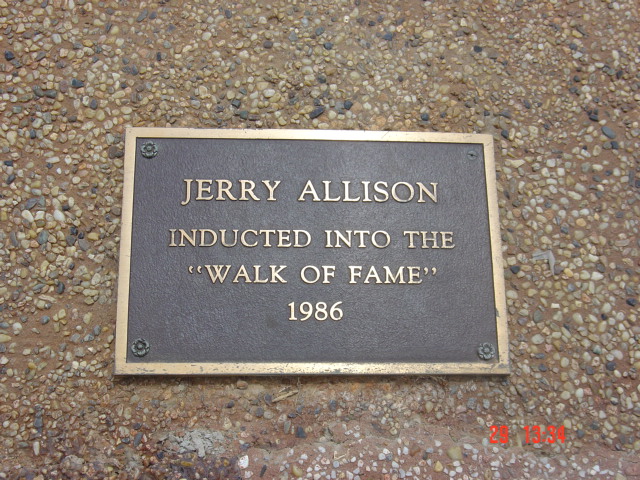 JERRY ALLISON
INDUCTED INTO THE
“WALK OF FAME”
1986
28 13:34